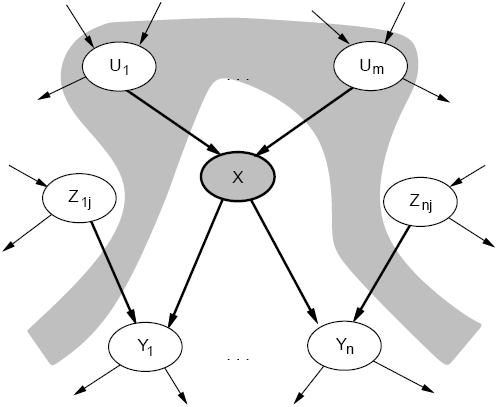 U1 . . . Um
X
Z1j Znj
Y1 . . . Yn